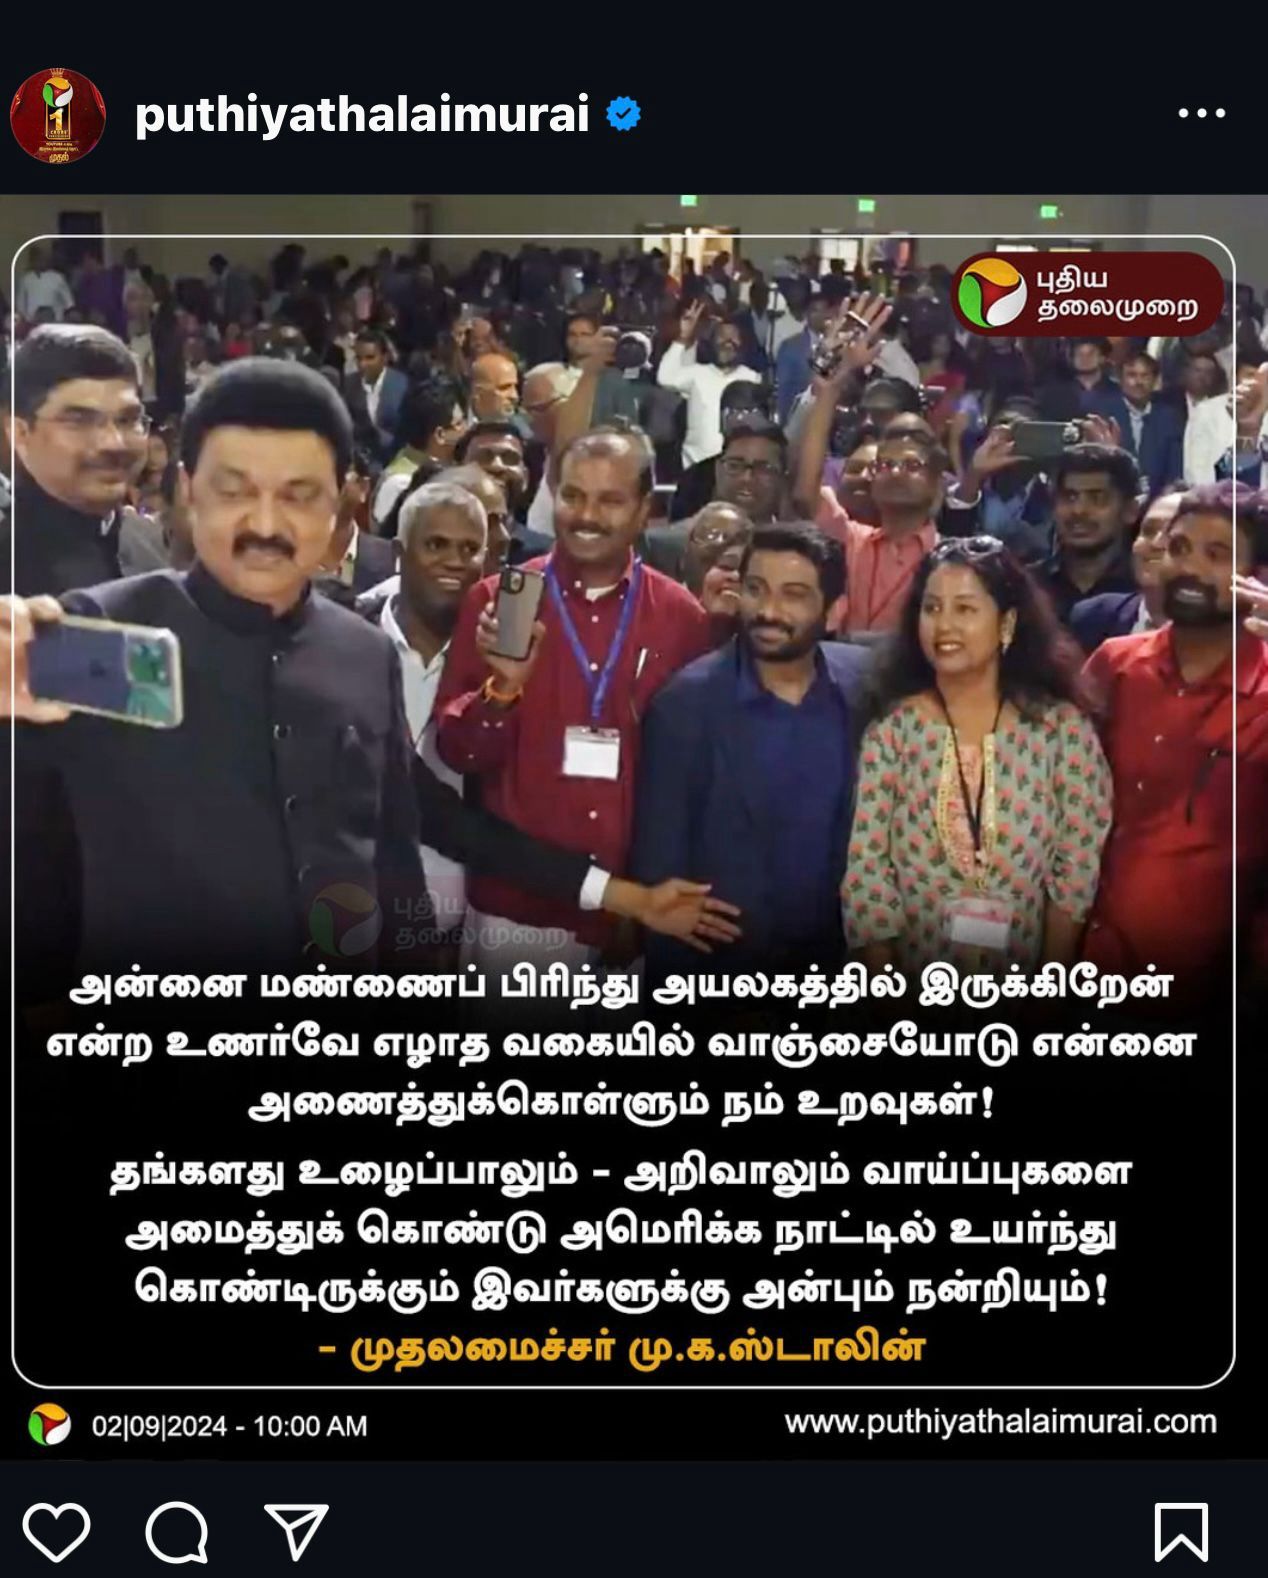 puthiyathalaimurai
புதிய
தலைமுறை
புதிய
தலைமுறை
அன்னை மண்ணைப் பிரிந்து அயலகத்தில் இருக்கிறேன்
என்ற உணர்வே எழாத வகையில் வாஞ்சையோடு என்னை
அணைத்துக்கொள்ளும் நம் உறவுகள்!
தங்களது உழைப்பாலும் - அறிவாலும் வாய்ப்புகளை
அமைத்துக் கொண்டு அமெரிக்க நாட்டில் உயர்ந்து
கொண்டிருக்கும் இவர்களுக்கு அன்பும் நன்றியும்!
- முதலமைச்சர் மு.க.ஸ்டாலின்
02|09|2024 - 10:00 AM
www.puthiyathalaimurai.com